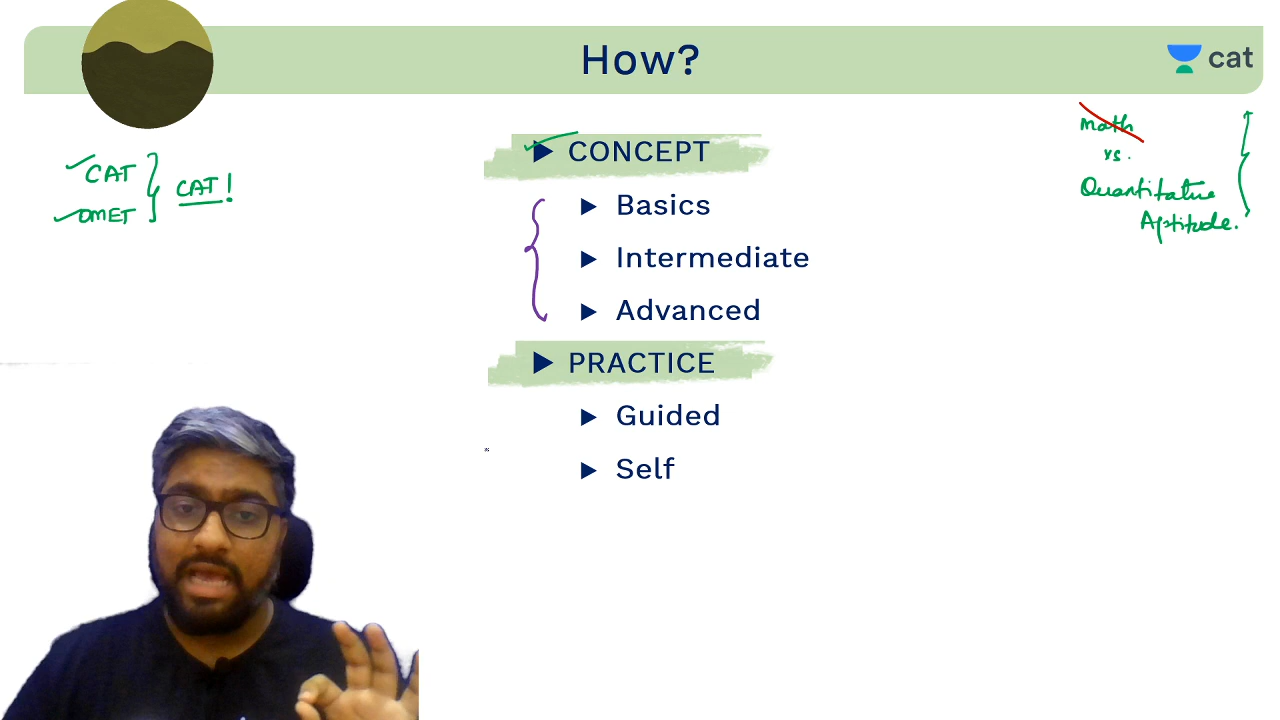 How?
cat
CAT
OMET
CAT!
math
vs.
Quantitative
Aptitude.
▶ CONCEPT
▶ Basics
▶ Intermediate
▶ Advanced
▶ PRACTICE
▶ Guided
▶ Self